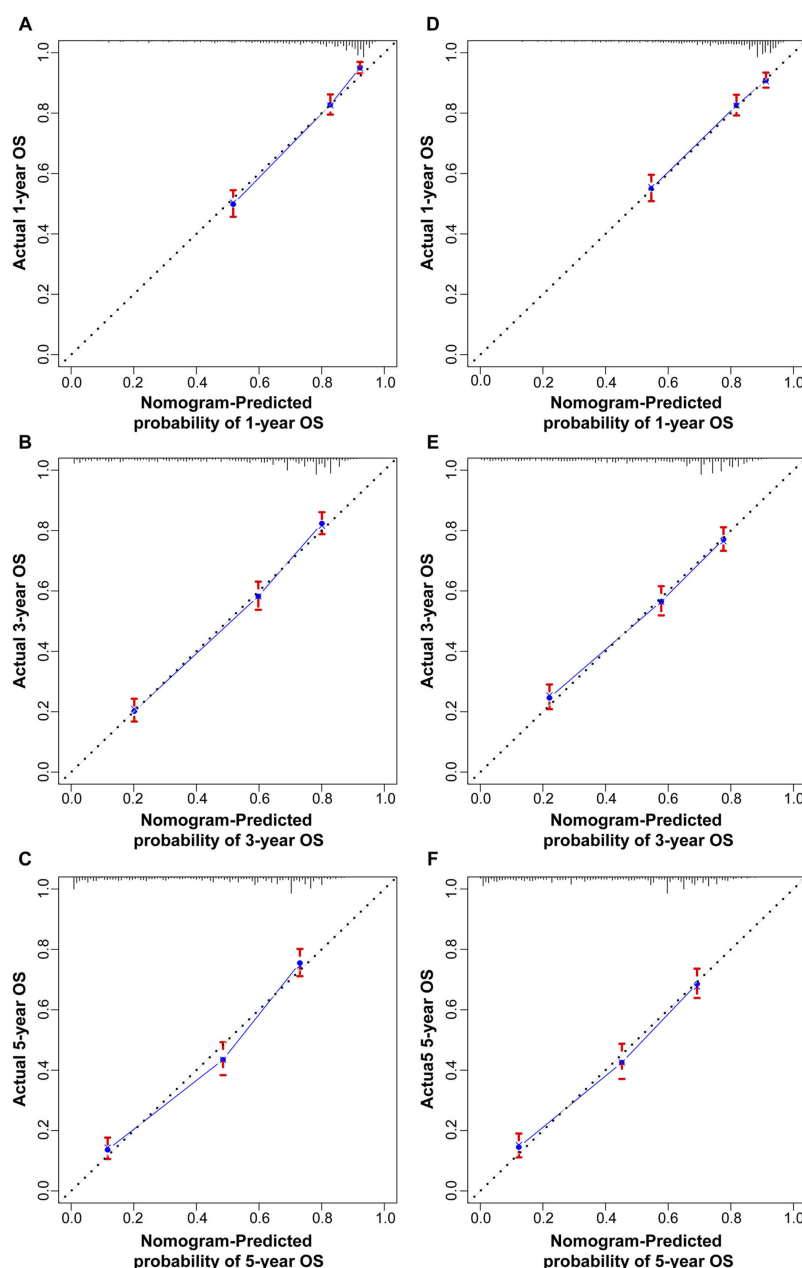 A
Actual 1-year OS
1.0
0.8
0.6
0.4
0.2
0.0
0.0 0.2 0.4 0.6 0.8 1.0
Nomogram-Predicted
probability of 1-year OS
D
Actual 1-year OS
1.0
0.8
0.6
0.4
0.2
0.0
0.0 0.2 0.4 0.6 0.8 1.0
Nomogram-Predicted
probability of 1-year OS
B
Actual 3-year OS
1.0
0.8
0.6
0.4
0.2
0.0
0.0 0.2 0.4 0.6 0.8 1.0
Nomogram-Predicted
probability of 3-year OS
E
Actual 3-year OS
1.0
0.8
0.6
0.4
0.2
0.0
0.0 0.2 0.4 0.6 0.8 1.0
Nomogram-Predicted
probability of 3-year OS
C
Actual 5-year OS
1.0
0.8
0.6
0.4
0.2
0.0
0.0 0.2 0.4 0.6 0.8 1.0
Nomogram-Predicted
probability of 5-year OS
F
Actua5 5-year OS
1.0
0.8
0.6
0.4
0.2
0.0
0.0 0.2 0.4 0.6 0.8 1.0
Nomogram-Predicted
probability of 5-year OS